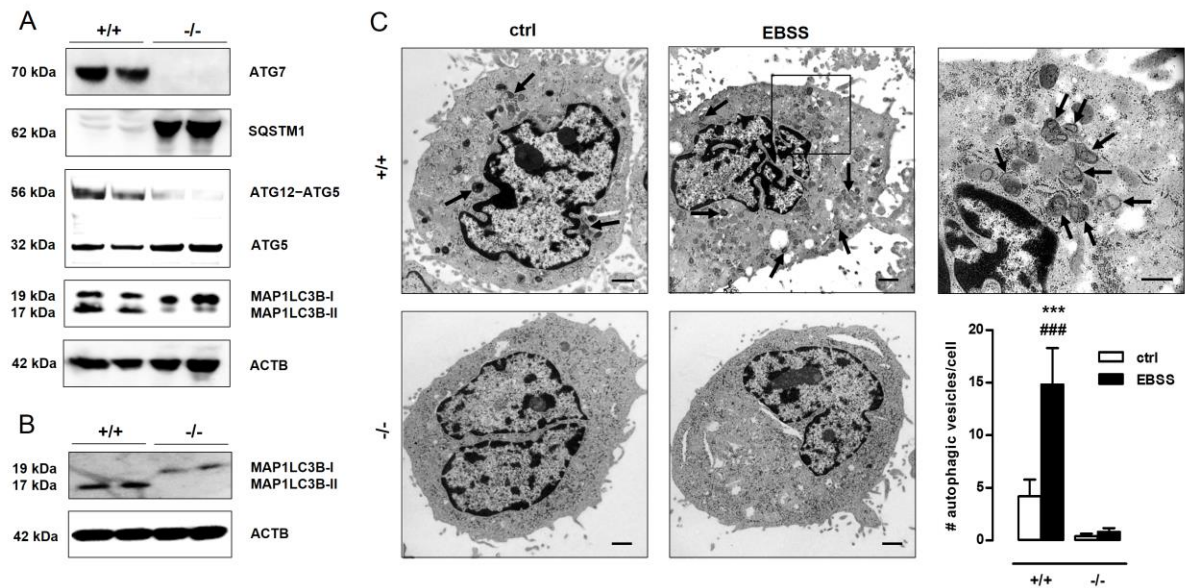 A
+/+ -/-
70 kDa ATG7
62 kDa SQSTM1
56 kDa ATG12–ATG5
32 kDa ATG5
19 kDa MAP1LC3B-I
17 kDa MAP1LC3B-II
42 kDa ACTB
B
+/+ -/-
19 kDa MAP1LC3B-I
17 kDa MAP1LC3B-II
42 kDa ACTB
C
ctrl EBSS
+/+
-/-
***
###
ctrl
EBSS
# autophagic vesicles/cell
20
15
10
5
0
+/+ -/-